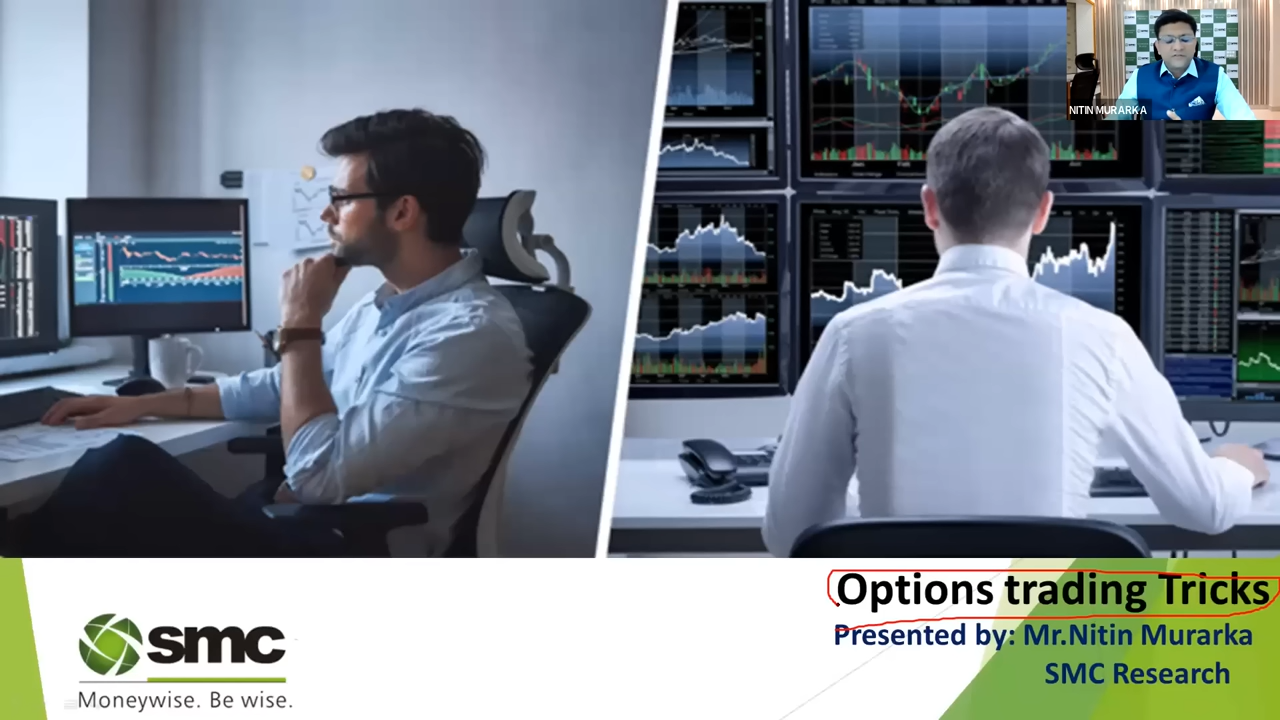 NITIN MURARKA
Options trading Tricks
Presented by: Mr.Nitin Murarka
SMC Research
smc
Moneywise. Be wise.